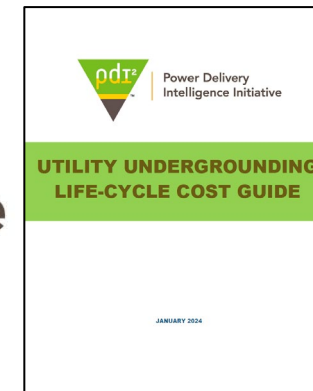 pdi²
Power Delivery
Intelligence Initiative
UTILITY UNDERGROUNDING
LIFE-CYCLE COST GUIDE
JANUARY 2024
e